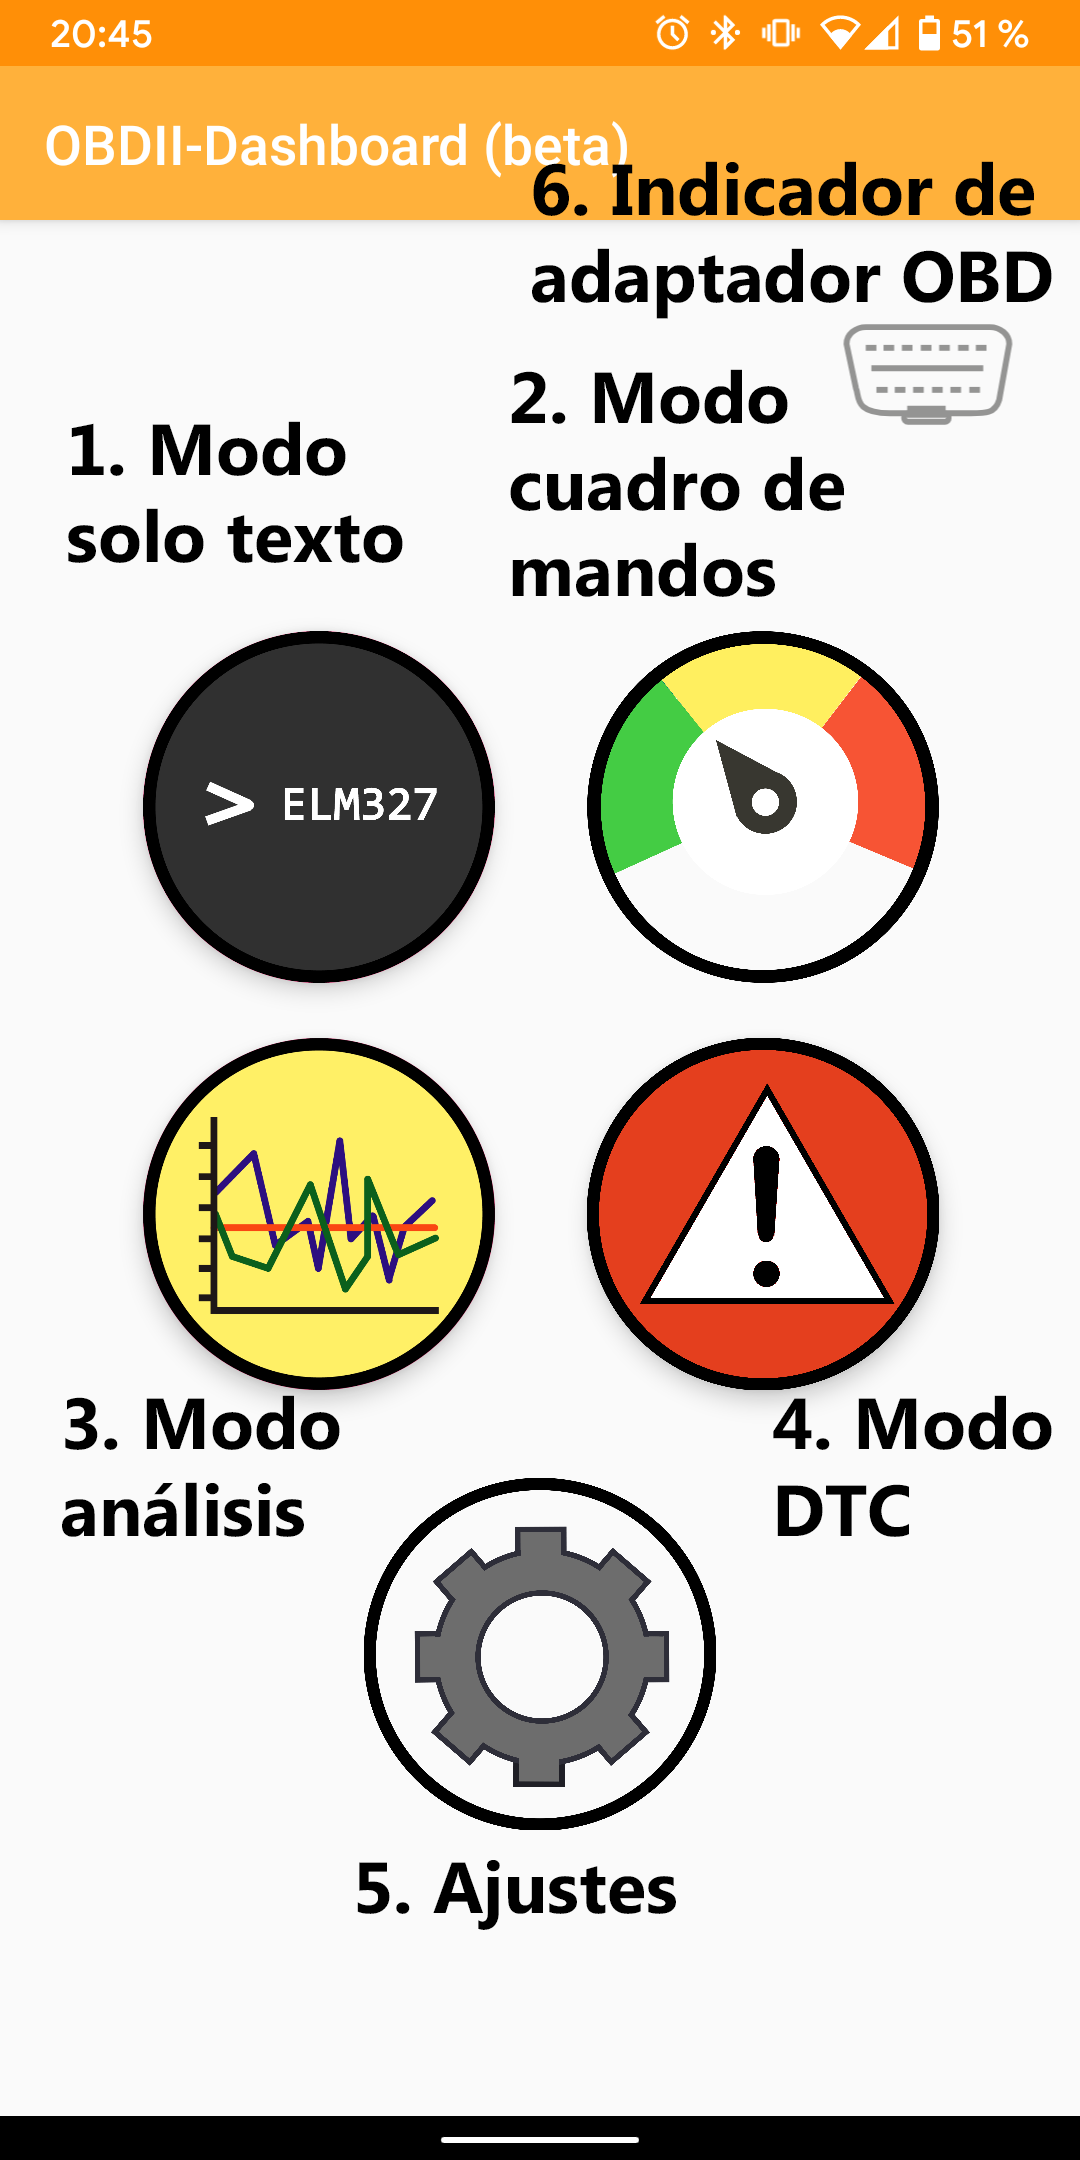 20:45
51 %
OBDII-Dashboard (beta)
6. Indicador de
adaptador OBD
2. Modo
cuadro de
mandos
1. Modo
solo texto
> ELM327
3. Modo
análisis
4. Modo
DTC
5. Ajustes